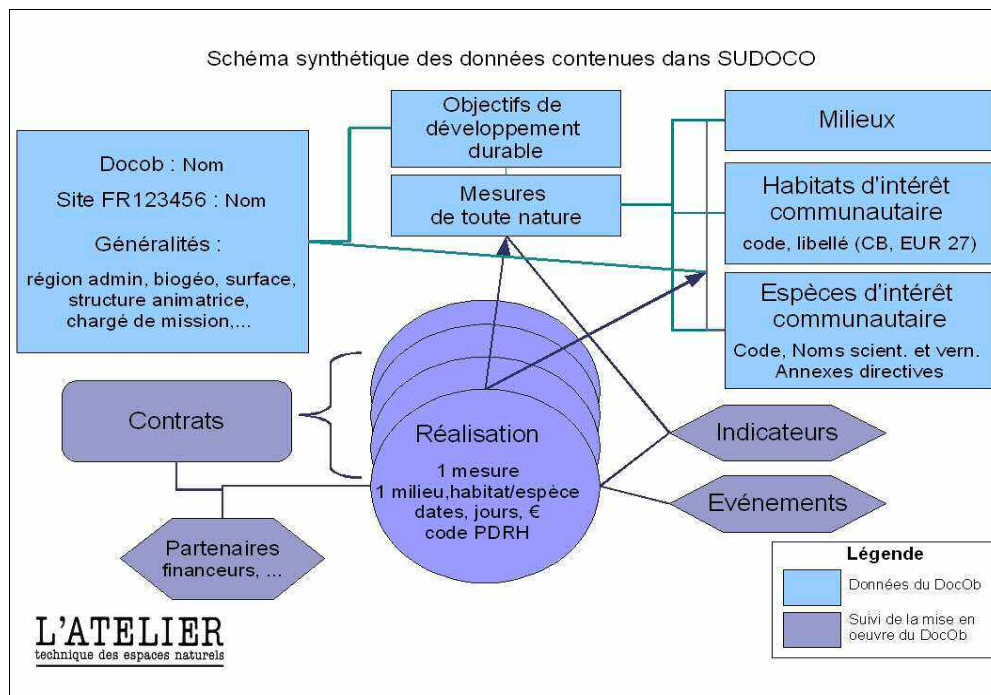 Schéma synthétique des données contenues dans SUDOCO
Docob : Nom
Site FR123456 : Nom
Généralités :
région admin, biogéo, surface,
structure animatrice,
chargé de mission,...
Objectifs de
développement
durable
Mesures
de toute nature
Milieux
Habitats d'intérêt
communautaire
code, libellé (CB, EUR 27)
Espèces d'intérêt
communautaire
Code, Noms scient. et vern.
Annexes directives
Contrats
Réalisation
1 mesure
1 milieu,habitat/espèce
dates, jours, €
code PDRH
Indicateurs
Evénements
Partenaires
financeurs, ...
Légende
Données du DocOb
Suivi de la mise en
oeuvre du DocOb
L'ATELIER
technique des espaces naturels